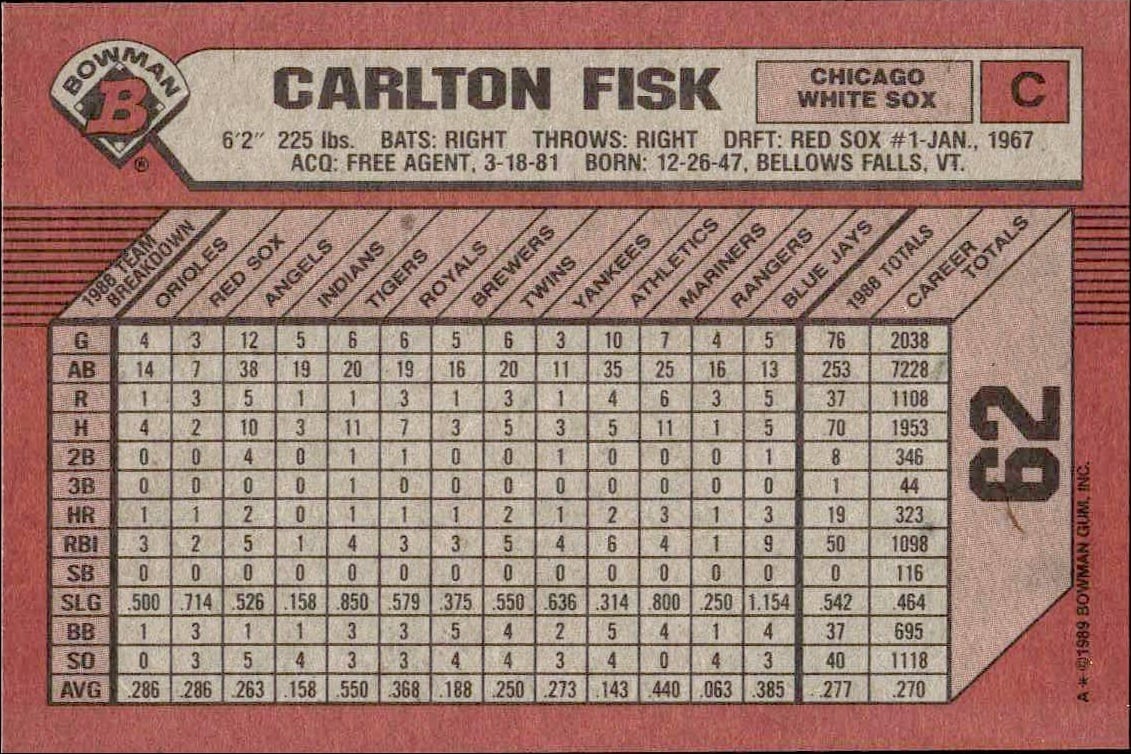 BOWMAN
B
®
CARLTON FISK
CHICAGO
WHITE SOX
C
6'2" 225 lbs. BATS: RIGHT THROWS: RIGHT DRFT: RED SOX #1-JAN., 1967
ACQ: FREE AGENT, 3-18-81 BORN: 12-26-47, BELLOWS FALLS, VT.
1988 TEAM BREAKDOWN ORIOLES RED SOX ANGELS INDIANS TIGERS ROYALS BREWERS TWINS YANKEES ATHLETICS MARINERS RANGERS BLUE JAYS 1988 TOTALS CAREER TOTALS
G 4 3 12 5 6 6 5 6 3 10 7 4 5 76 2038
AB 14 7 38 19 20 19 16 20 11 35 25 16 13 253 7228
R 1 3 5 1 1 3 1 3 1 4 6 3 5 37 1108
H 4 2 10 3 11 7 3 5 3 5 11 1 5 70 1953
2B 0 0 4 0 1 1 0 0 1 0 0 0 1 8 346
3B 0 0 0 0 1 0 0 0 0 0 0 0 0 1 44
HR 1 1 2 0 1 1 1 2 1 2 3 1 3 19 323
RBI 3 2 5 1 4 3 3 5 4 6 4 1 9 50 1098
SB 0 0 0 0 0 0 0 0 0 0 0 0 0 0 116
SLG .500 .714 .526 .158 .850 .579 .375 .550 .636 .314 .800 .250 1.154 .542 .464
BB 1 3 1 1 3 3 5 4 2 5 4 1 4 37 695
SO 0 3 5 4 3 3 4 4 3 4 0 4 3 40 1118
AVG .286 .286 .263 .158 .550 .368 .188 .250 .273 .143 .440 .063 .385 .277 .270
62
A * ©1989 BOWMAN GUM, INC.